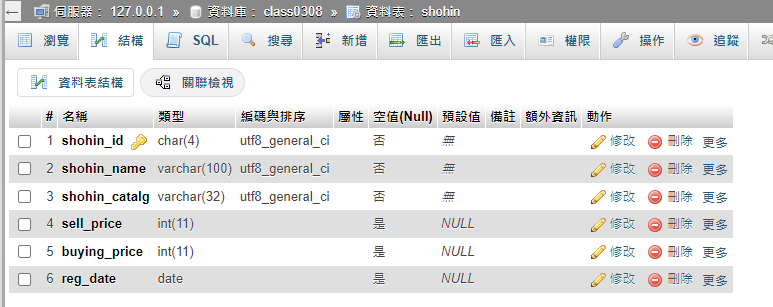 ← 伺服器： 127.0.0.1 » 資料庫： class0308 » 資料表： shohin
瀏覽 結構 SQL 搜尋 新增 匯出 匯入 權限 操作 追蹤
資料表結構 關聯檢視
# 名稱 類型 編碼與排序 屬性 空值(Null) 預設值 備註 額外資訊 動作
1 shohin_id char(4) utf8_general_ci 否 無 修改 刪除 更多
2 shohin_name varchar(100) utf8_general_ci 否 無 修改 刪除 更多
3 shohin_catalg varchar(32) utf8_general_ci 否 無 修改 刪除 更多
4 sell_price int(11) 是 NULL 修改 刪除 更多
5 buying_price int(11) 是 NULL 修改 刪除 更多
6 reg_date date 是 NULL 修改 刪除 更多